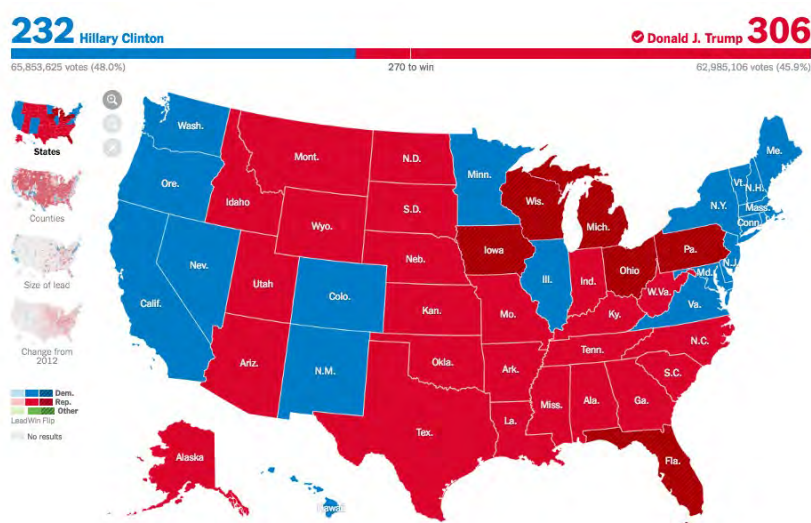 232 Hillary Clinton
Donald J. Trump 306
65,853,625 votes (48.0%)
270 to win
62,985,106 votes (45.9%)
States
Counties
Size of lead
Change from
2012
Dem.
Rep.
Other
Lead Win Flip
No results
Wash.
Ore.
Calif.
Nev.
Idaho
Mont.
Wyo.
Utah
Ariz.
Colo.
N.M.
N.D.
S.D.
Neb.
Kan.
Okla.
Tex.
Minn.
Iowa
Mo.
Ark.
La.
Wis.
Ill.
Mich.
Ind.
Ohio
Ky.
Tenn.
Miss.
Ala.
Ga.
Fla.
S.C.
N.C.
Va.
W.Va.
Pa.
Md.
N.J.
N.Y.
Conn.
Mass.
Vt.
N.H.
Me.
Alaska
Hawaii